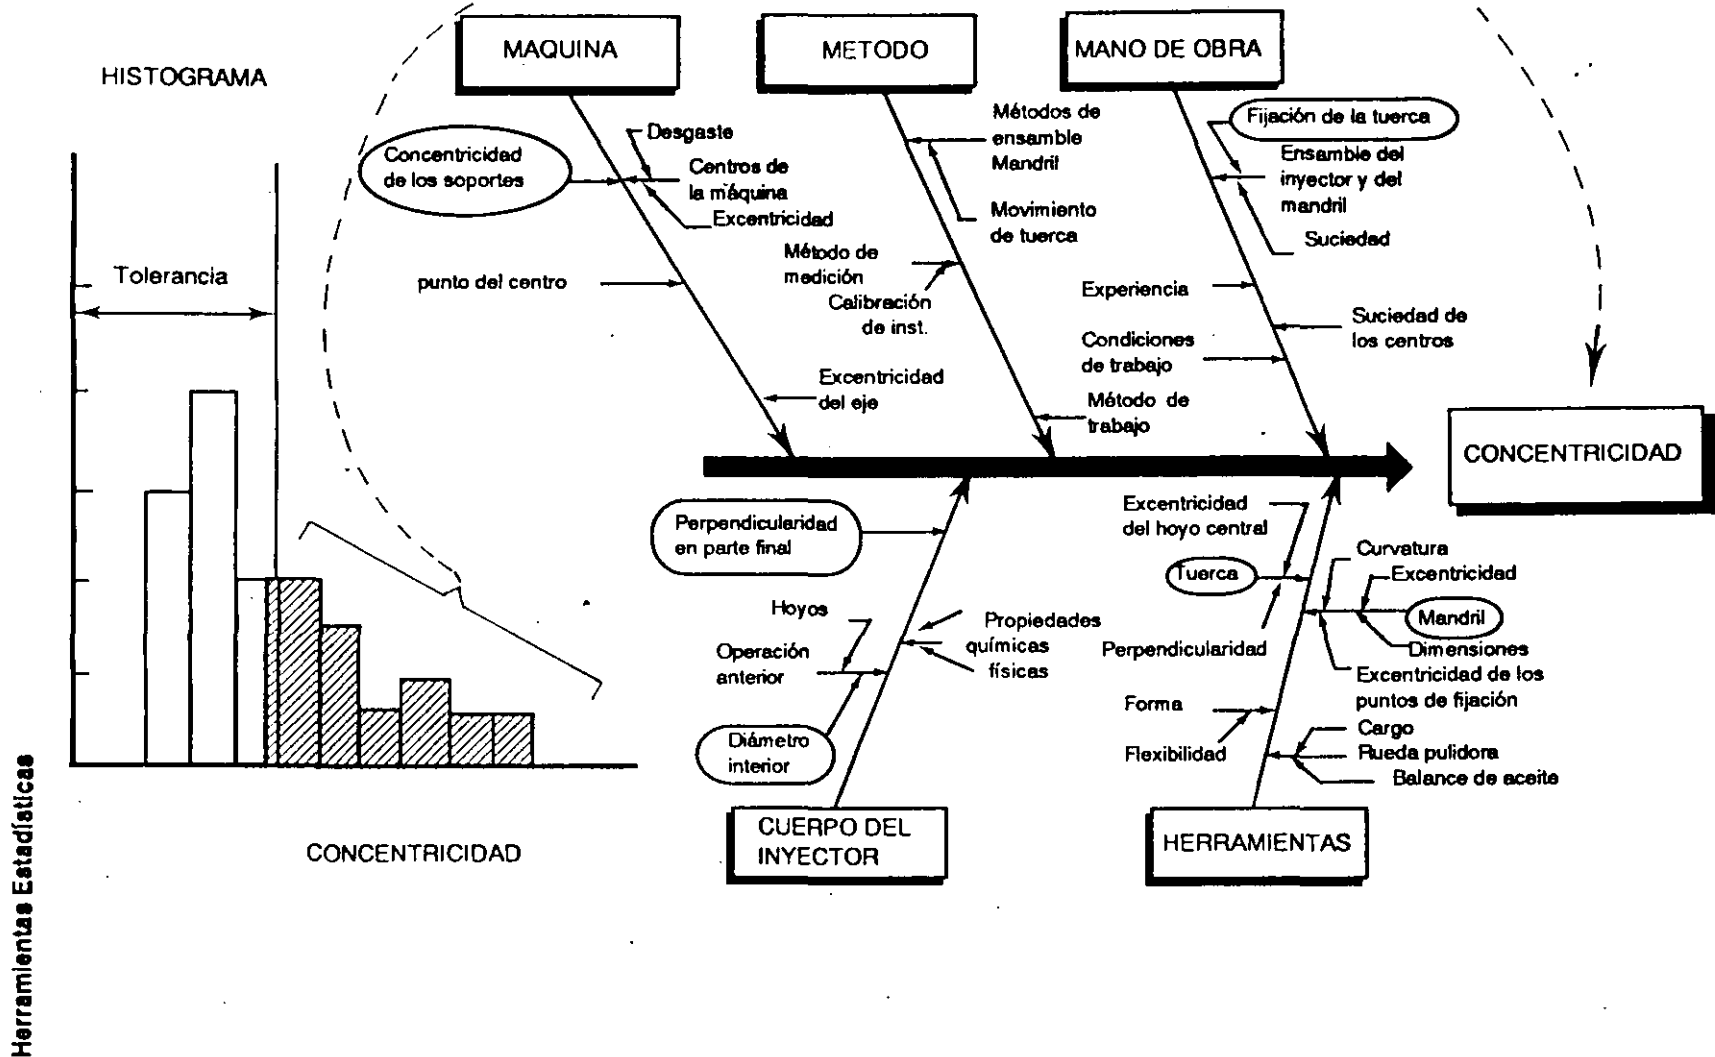 HISTOGRAMA
Tolerancia
CONCENTRICIDAD
Herramientas Estadísticas
MAQUINA
METODO
MANO DE OBRA
Concentricidad
de los soportes
Desgaste
Centros de
la máquina
Excentricidad
punto del centro
Excentricidad
del eje
Métodos de
ensamble
Mandril
Movimiento
de tuerca
Método de
medición
Calibración
de inst.
Método de
trabajo
Fijación de la tuerca
Ensamble del
inyector y del
mandril
Suciedad
Experiencia
Suciedad de
los centros
Condiciones
de trabajo
CONCENTRICIDAD
Perpendicularidad
en parte final
Hoyos
Operación
anterior
Propiedades
químicas
físicas
Diámetro
interior
CUERPO DEL
INYECTOR
Excentricidad
del hoyo central
Tuerca
Perpendicularidad
Curvatura
Excentricidad
Mandril
Dimensiones
Excentricidad de los
puntos de fijación
Forma
Flexibilidad
Cargo
Rueda pulidora
Balance de aceite
HERRAMIENTAS